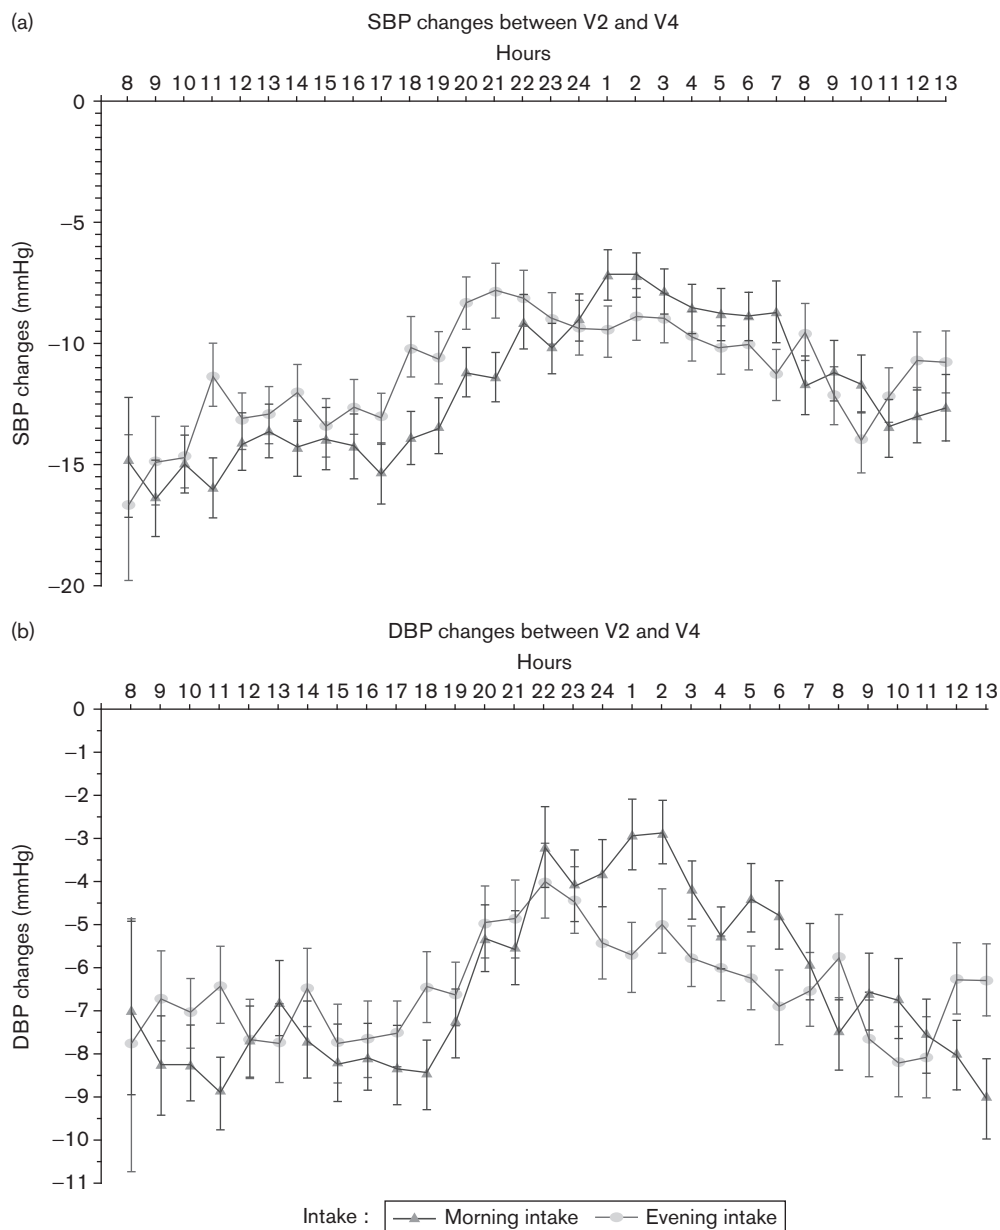 (a)
SBP changes between V2 and V4
Hours
8 9 10 11 12 13 14 15 16 17 18 19 20 21 22 23 24 1 2 3 4 5 6 7 8 9 10 11 12 13
0
−5
−10
−15
−20
SBP changes (mmHg)
(b)
DBP changes between V2 and V4
Hours
8 9 10 11 12 13 14 15 16 17 18 19 20 21 22 23 24 1 2 3 4 5 6 7 8 9 10 11 12 13
0
−1
−2
−3
−4
−5
−6
−7
−8
−9
−10
−11
DBP changes (mmHg)
Intake : Morning intake Evening intake